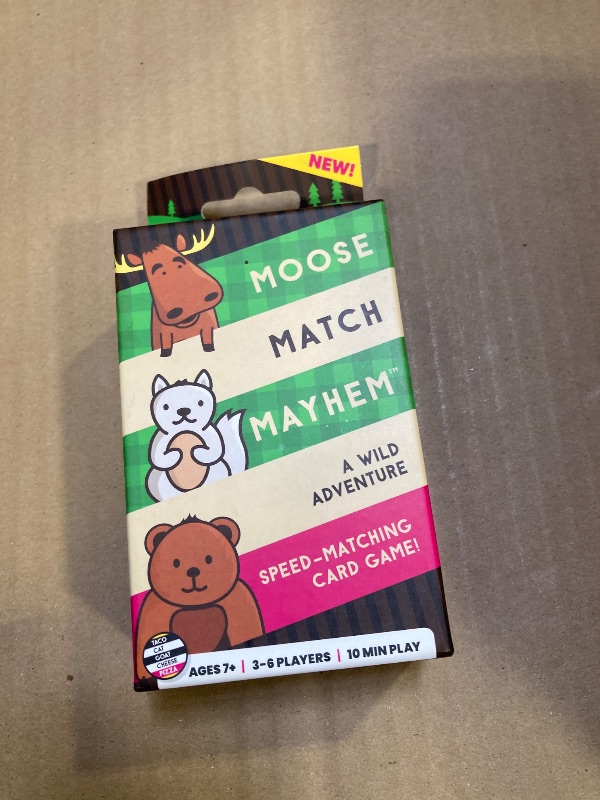 NEW!
MOOSE
MATCH
MAYHEM™
A WILD
ADVENTURE
SPEED-MATCHING
CARD GAME!
TACO
CAT
GOAT
CHEESE
PIZZA
AGES 7+ | 3-6 PLAYERS | 10 MIN PLAY